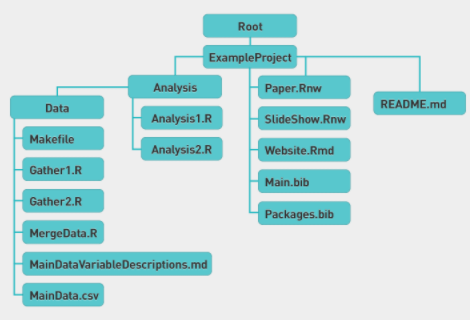 Root
ExampleProject
Analysis
Paper.Rnw
Data
README.md
Analysis1.R
SlideShow.Rnw
Makefile
Analysis2.R
Website.Rmd
Gather1.R
Main.bib
Gather2.R
Packages.bib
MergeData.R
MainDataVariableDescriptions.md
MainData.csv